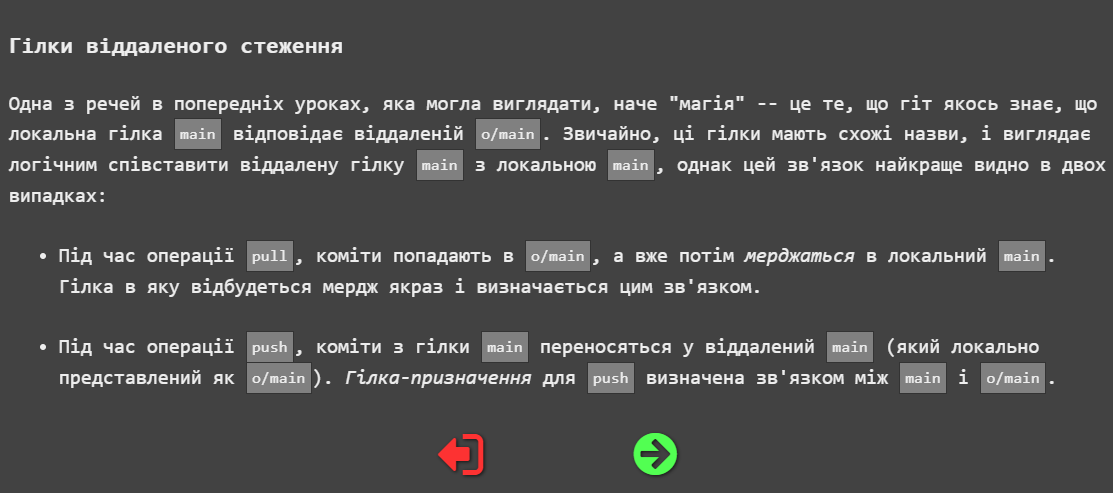 Гілки віддаленого стеження
Одна з речей в попередніх уроках, яка могла виглядати, наче "магія" -- це те, що гіт якось знає, що
локальна гілка main відповідає віддаленій o/main. Звичайно, ці гілки мають схожі назви, і виглядає
логічним співставити віддалену гілку main з локальною main, однак цей зв'язок найкраще видно в двох
випадках:
• Під час операції pull, коміти попадають в o/main, а вже потім мерджаться в локальний main.
Гілка в яку відбудеться мердж якраз і визначається цим зв'язком.
• Під час операції push, коміти з гілки main переносяться у віддалений main (який локально
представлений як o/main). Гілка-призначення для push визначена зв'язком між main і o/main.